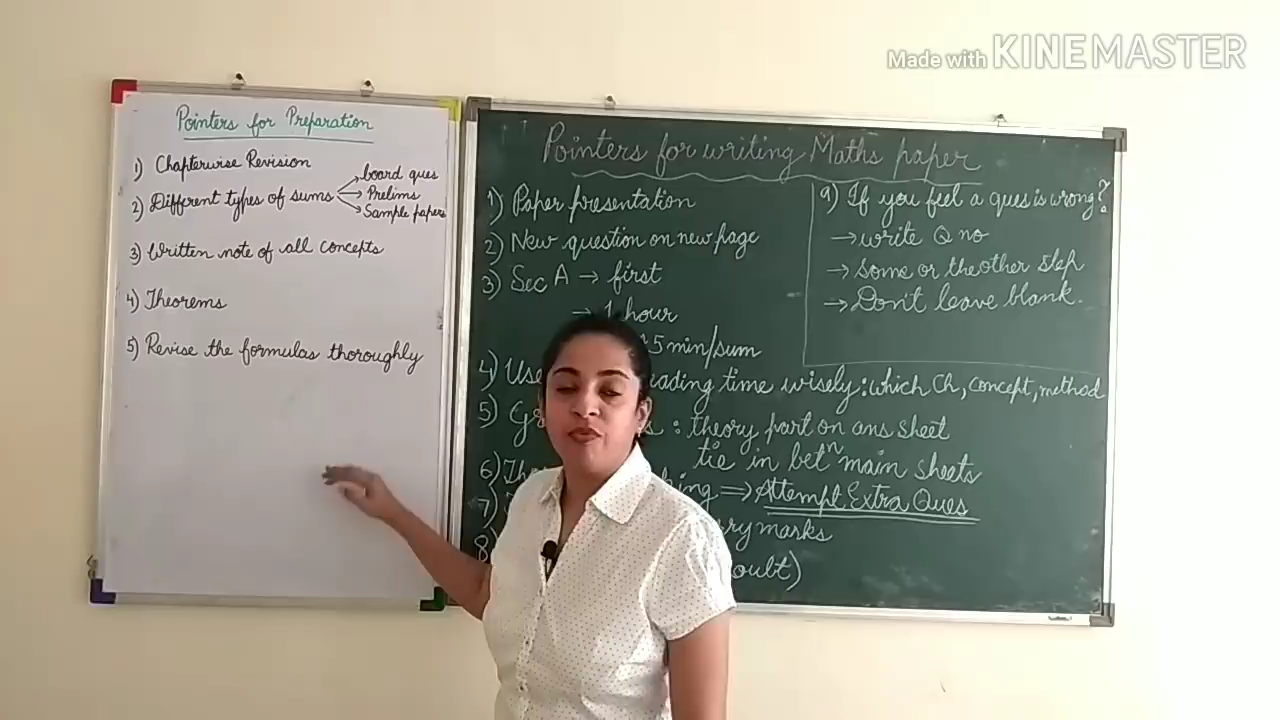 Made with KINEMASTER
Pointers for Preparation
1) Chapterwise Revision
2) Different types of sums
→ board ques
→ Prelims
→ Sample papers
3) Written note of all concepts
4) Theorems
5) Revise the formulas thoroughly
Pointers for writing Maths paper
1) Paper presentation
2) New question on new page
3) Sec A → first
→ 1 hour
5 min/sum
4) Use wisely: which Ch, concept, method
5) : theory part on ans sheet
tie in betⁿ main sheets
6) ⇒ Attempt Extra Ques
7) marks
8)
9) If you feel a ques is wrong?
→ write Q no
→ Some or the other step
→ Don't leave blank.